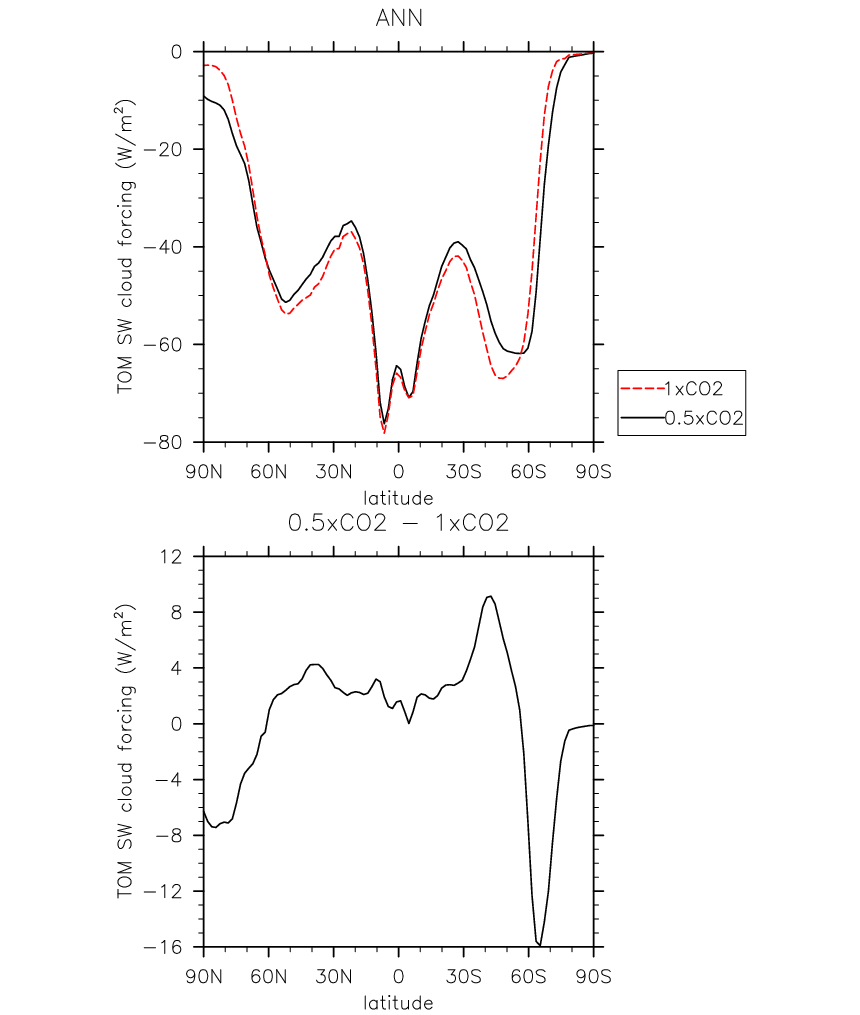 ANN
TOM SW cloud forcing (W/m²)
0
−20
−40
−60
−80
90N 60N 30N 0 30S 60S 90S
latitude
1xCO2
0.5xCO2
0.5xCO2 − 1xCO2
TOM SW cloud forcing (W/m²)
12
8
4
0
−4
−8
−12
−16
90N 60N 30N 0 30S 60S 90S
latitude